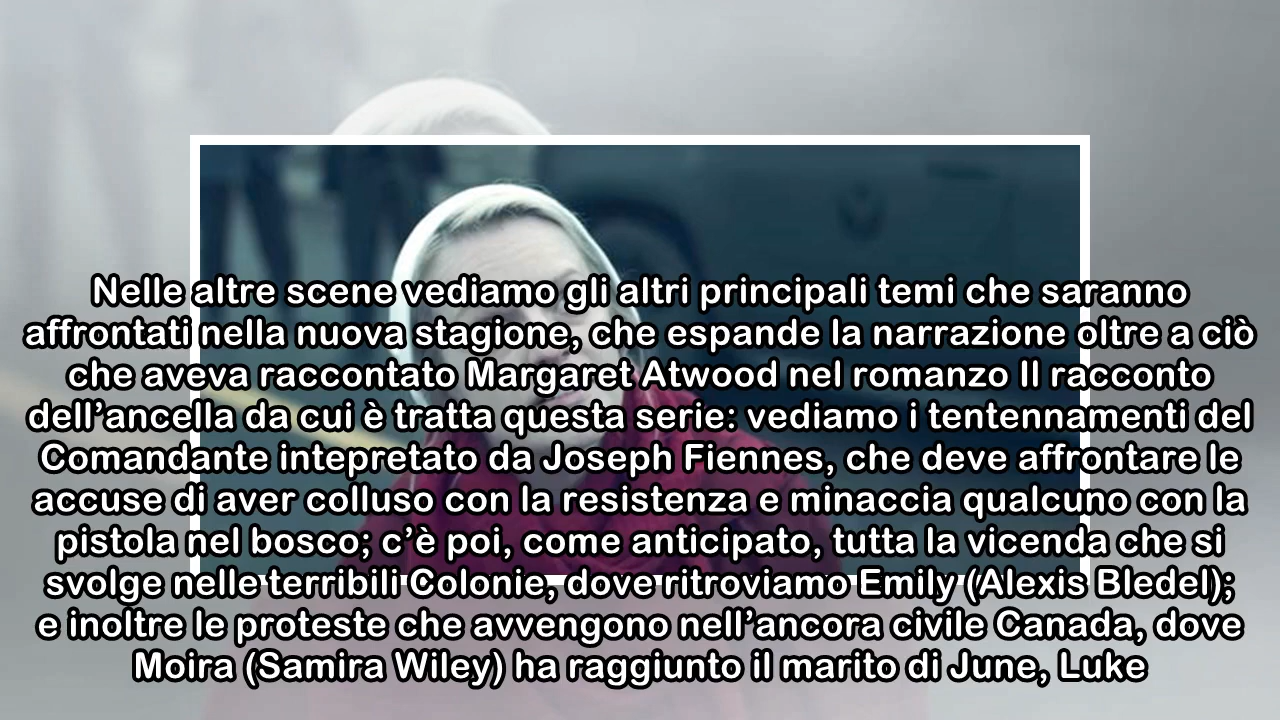 Nelle altre scene vediamo gli altri principali temi che saranno
affrontati nella nuova stagione, che espande la narrazione oltre a ciò
che aveva raccontato Margaret Atwood nel romanzo Il racconto
dell’ancella da cui è tratta questa serie: vediamo i tentennamenti del
Comandante intepretato da Joseph Fiennes, che deve affrontare le
accuse di aver colluso con la resistenza e minaccia qualcuno con la
pistola nel bosco; c’è poi, come anticipato, tutta la vicenda che si
svolge nelle terribili Colonie, dove ritroviamo Emily (Alexis Bledel);
e inoltre le proteste che avvengono nell’ancora civile Canada, dove
Moira (Samira Wiley) ha raggiunto il marito di June, Luke